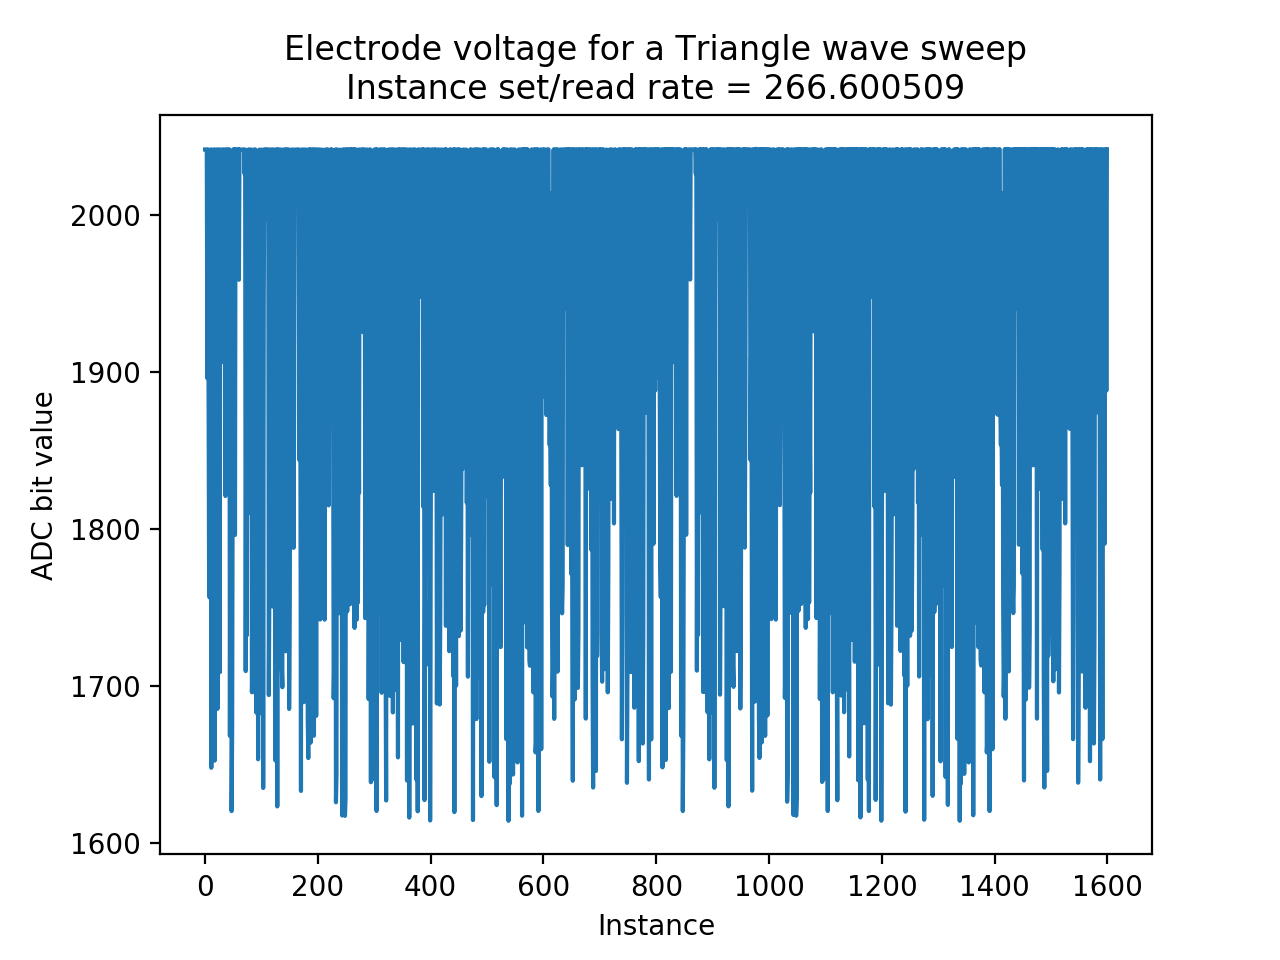 Electrode voltage for a Triangle wave sweep
Instance set/read rate = 266.600509
ADC bit value
2000
1900
1800
1700
1600
0 200 400 600 800 1000 1200 1400 1600
Instance